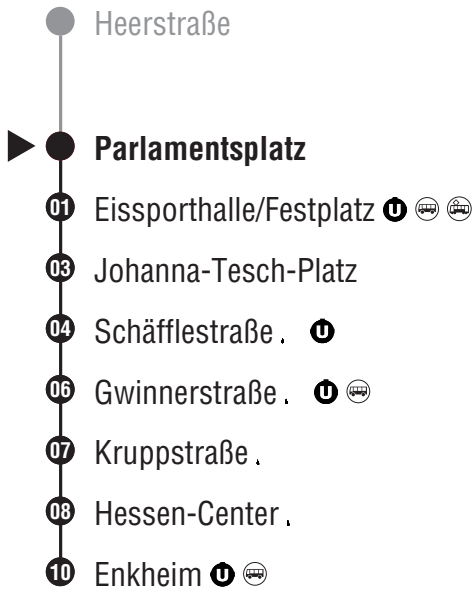 Heerstraße
Parlamentsplatz
01 Eissporthalle/Festplatz U
03 Johanna-Tesch-Platz
04 Schäfflestraße . U
06 Gwinnerstraße . U
07 Kruppstraße .
08 Hessen-Center .
10 Enkheim U